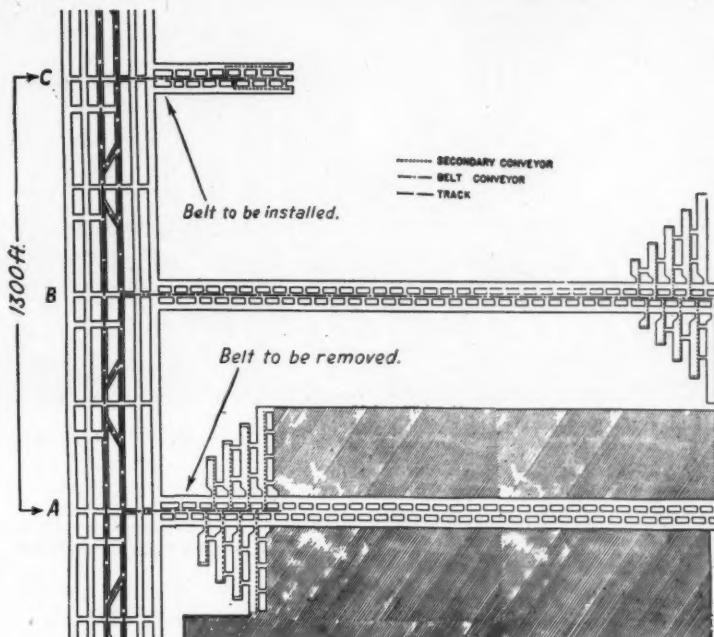 C
SECONDARY CONVEYOR
BELT CONVEYOR
TRACK
Belt to be installed.
1300 ft.
B
Belt to be removed.
A